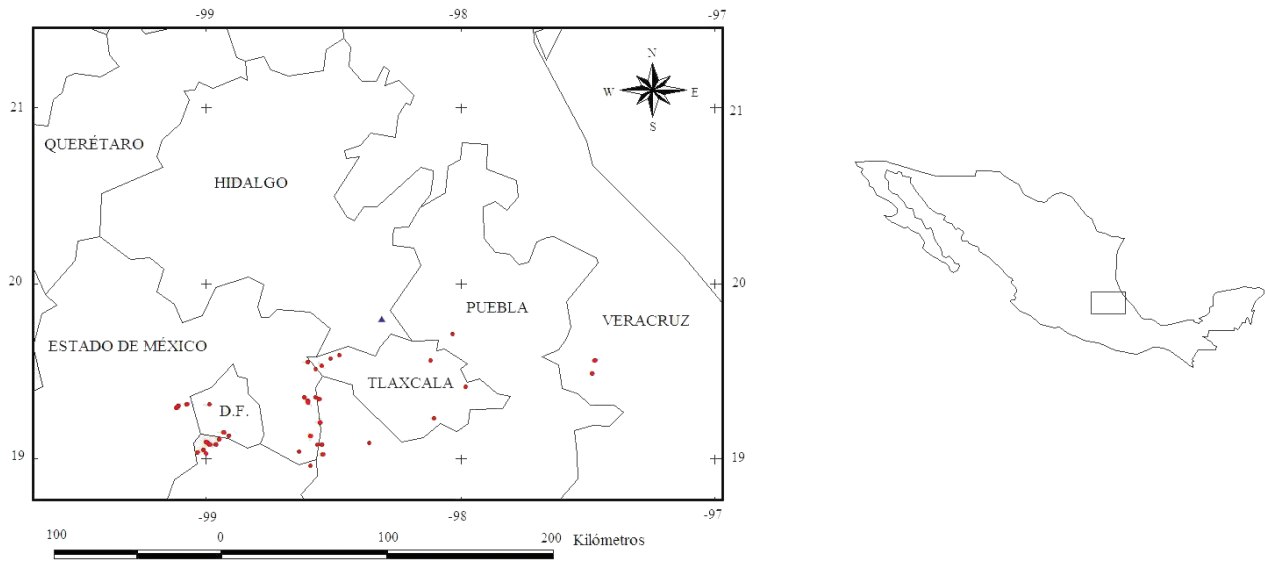 -99 -98 -97
N
W E
S
21 21
QUERÉTARO
HIDALGO
20 20
PUEBLA
VERACRUZ
ESTADO DE MÉXICO
TLAXCALA
D.F.
19 19
-99 -98 -97
100 0 100 200 Kilómetros